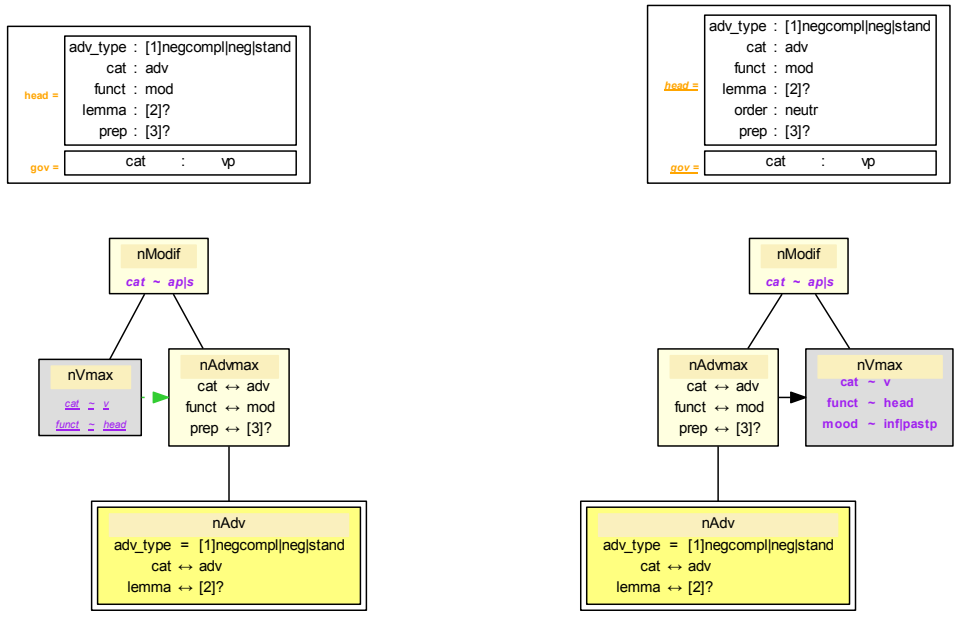 adv_type : [1]negcompl|neg|stand
cat : adv
funct : mod
head =
lemma : [2]?
prep : [3]?
gov =
cat : vp
nModif
cat ~ ap|s
nVmax
cat ~ v
funct ~ head
nAdvmax
cat ↔ adv
funct ↔ mod
prep ↔ [3]?
nAdv
adv_type = [1]negcompl|neg|stand
cat ↔ adv
lemma ↔ [2]?
adv_type : [1]negcompl|neg|stand
cat : adv
funct : mod
head =
lemma : [2]?
order : neutr
prep : [3]?
gov =
cat : vp
nModif
cat ~ ap|s
nAdvmax
cat ↔ adv
funct ↔ mod
prep ↔ [3]?
nVmax
cat ~ v
funct ~ head
mood ~ inf|pastp
nAdv
adv_type = [1]negcompl|neg|stand
cat ↔ adv
lemma ↔ [2]?